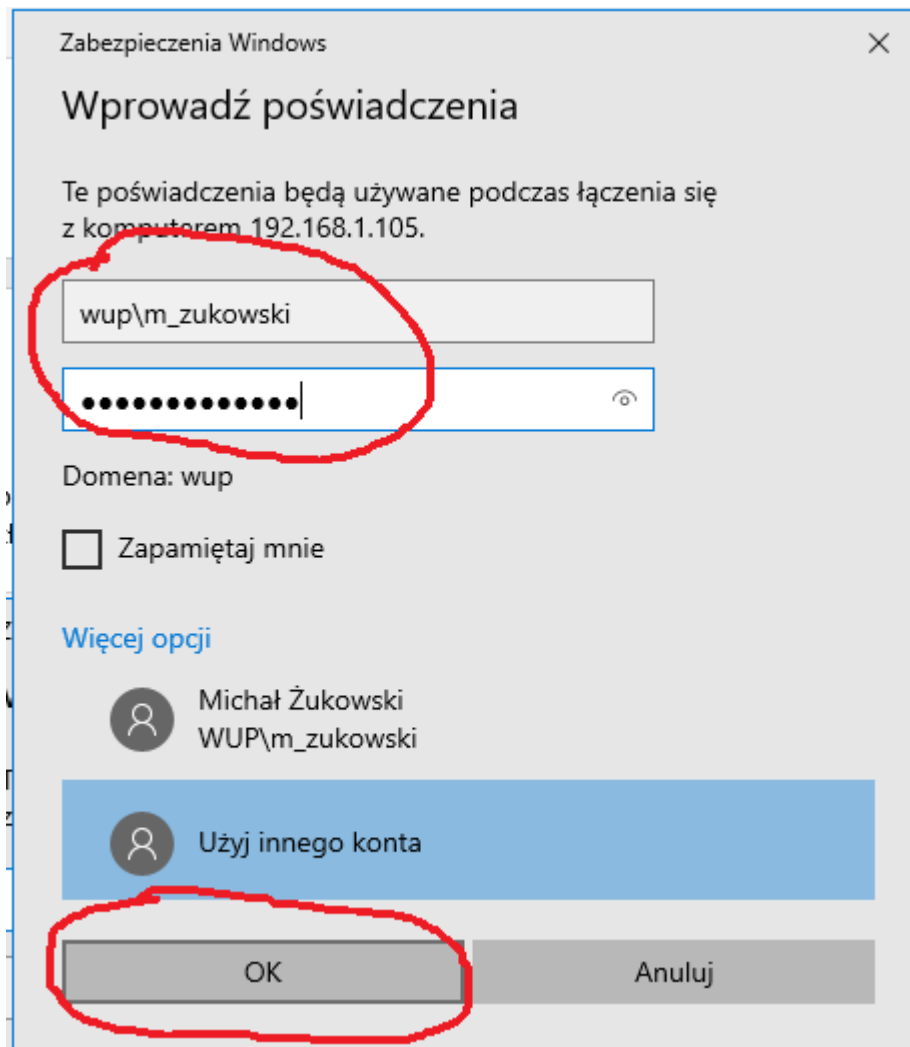 Zabezpieczenia Windows
Wprowadź poświadczenia
Te poświadczenia będą używane podczas łączenia się
z komputerem 192.168.1.105.
wup\m_zukowski
●●●●●●●●●●●●●
Domena: wup
Zapamiętaj mnie
Więcej opcji
Michał Żukowski
WUP\m_zukowski
Użyj innego konta
OK
Anuluj